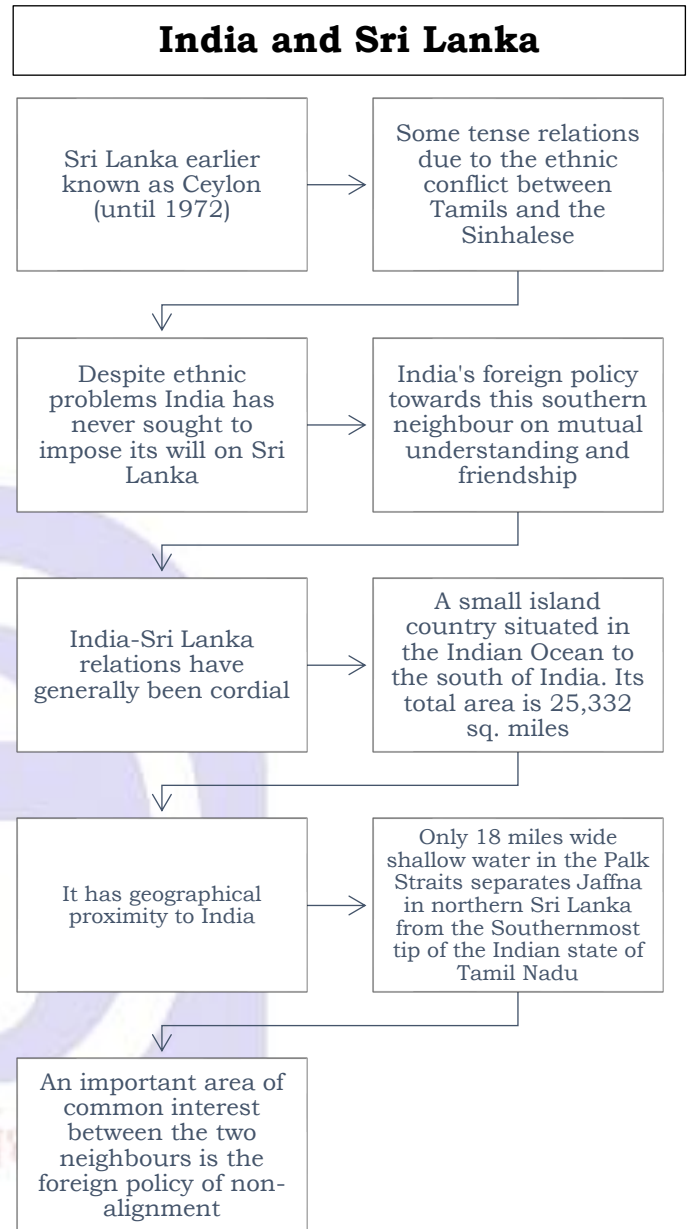 India and Sri Lanka
Sri Lanka earlier
known as Ceylon
(until 1972)
Some tense relations
due to the ethnic
conflict between
Tamils and the
Sinhalese
Despite ethnic
problems India has
never sought to
impose its will on Sri
Lanka
India's foreign policy
towards this southern
neighbour on mutual
understanding and
friendship
India-Sri Lanka
relations have
generally been cordial
A small island
country situated in
the Indian Ocean to
the south of India. Its
total area is 25,332
sq. miles
It has geographical
proximity to India
Only 18 miles wide
shallow water in the Palk
Straits separates Jaffna
in northern Sri Lanka
from the Southernmost
tip of the Indian state of
Tamil Nadu
An important area of
common interest
between the two
neighbours is the
foreign policy of non-
alignment